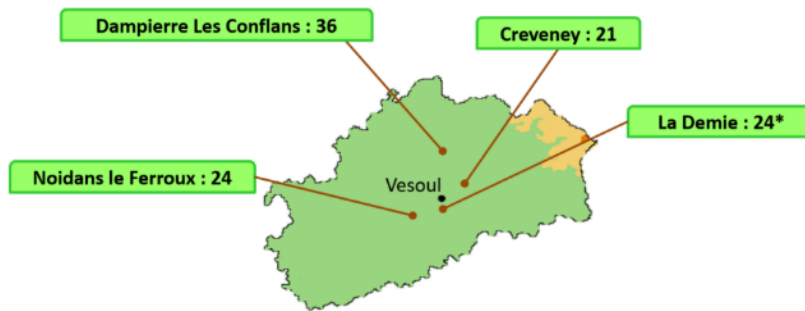 Dampierre Les Conflans : 36
Creveney : 21
La Demie : 24*
Noidans le Ferroux : 24
Vesoul